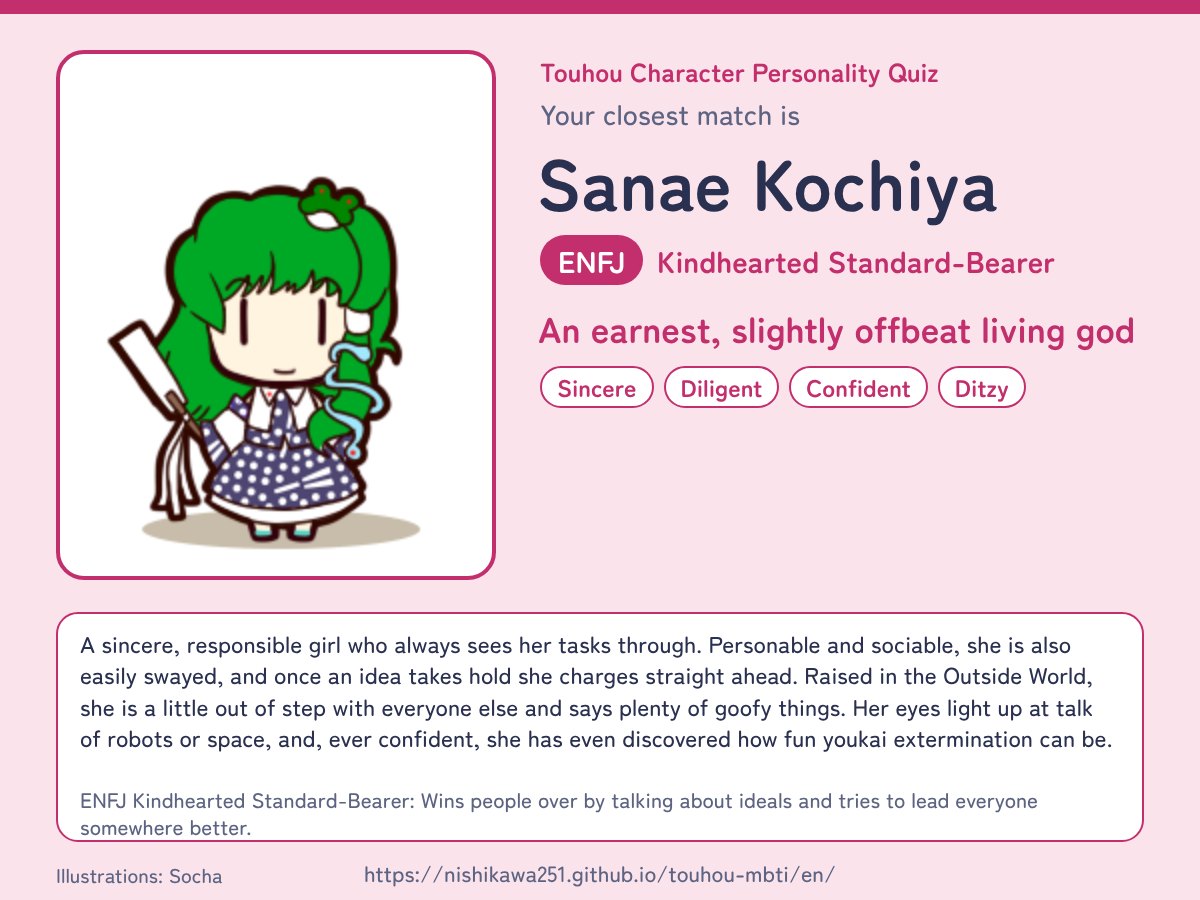 Touhou Character Personality Quiz
Your closest match is
Sanae Kochiya
ENFJ Kindhearted Standard-Bearer
An earnest, slightly offbeat living god
Sincere Diligent Confident Ditzy
A sincere, responsible girl who always sees her tasks through. Personable and sociable, she is also
easily swayed, and once an idea takes hold she charges straight ahead. Raised in the Outside World,
she is a little out of step with everyone else and says plenty of goofy things. Her eyes light up at talk
of robots or space, and, ever confident, she has even discovered how fun youkai extermination can be.
ENFJ Kindhearted Standard-Bearer: Wins people over by talking about ideals and tries to lead everyone
somewhere better.
Illustrations: Socha https://nishikawa251.github.io/touhou-mbti/en/